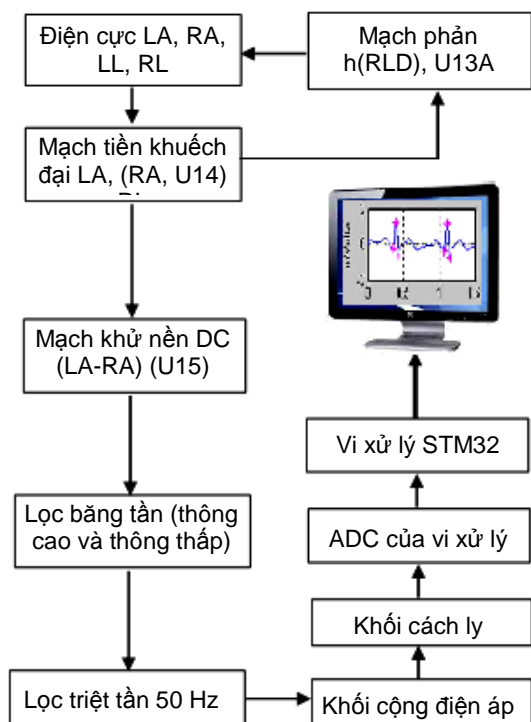 Điện cực LA, RA,
LL, RL
Mạch phản
h(RLD), U13A
Mạch tiền khuếch
đại LA, (RA, U14)
Mạch khử nền DC
(LA-RA) (U15)
Lọc băng tần (thông
cao và thông thấp)
Lọc triệt tần 50 Hz
Khối cộng điện áp
Khối cách ly
ADC của vi xử lý
Vi xử lý STM32